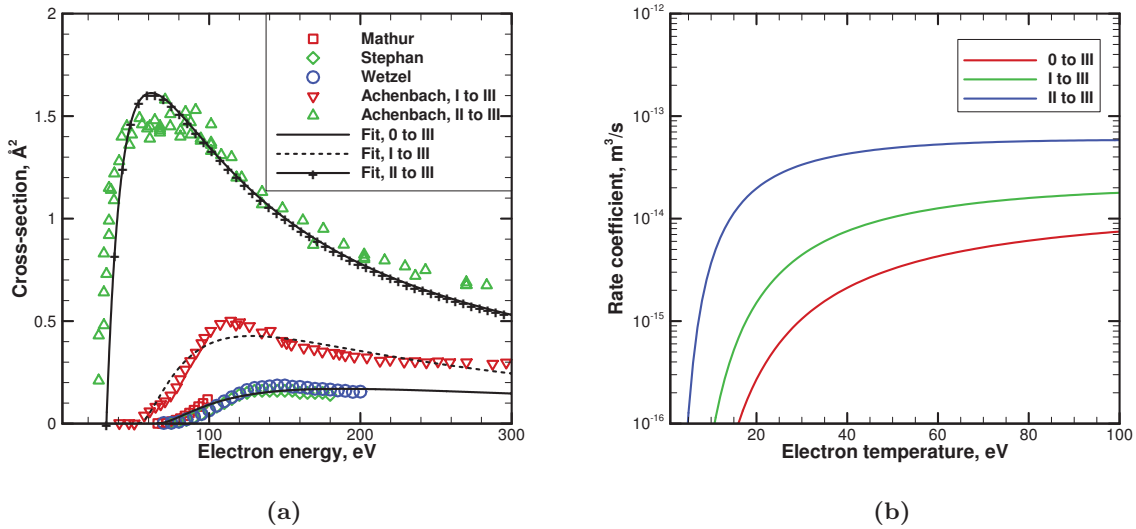 Cross-section, Å²
2
1.5
1
0.5
0
100
200
300
Electron energy, eV
Mathur
Stephan
Wetzel
Achenbach, I to III
Achenbach, II to III
Fit, 0 to III
Fit, I to III
Fit, II to III
(a)
Rate coefficient, m³/s
10⁻¹²
10⁻¹³
10⁻¹⁴
10⁻¹⁵
10⁻¹⁶
20
40
60
80
100
Electron temperature, eV
0 to III
I to III
II to III
(b)